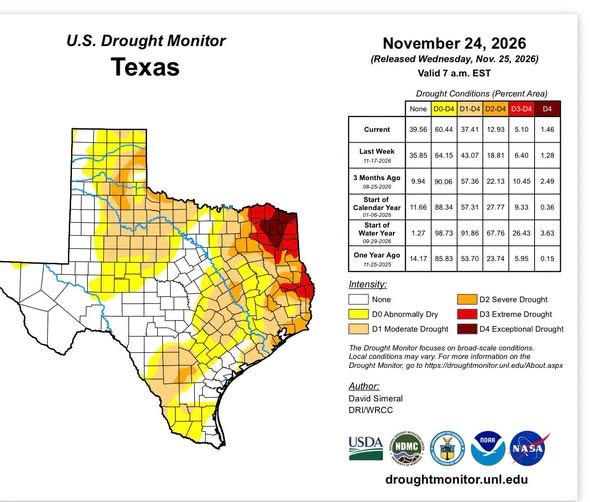 U.S. Drought Monitor
Texas
November 24, 2026
(Released Wednesday, Nov. 25, 2026)
Valid 7 a.m. EST
Drought Conditions (Percent Area)
None D0-D4 D1-D4 D2-D4 D3-D4 D4
Current 39.56 60.44 37.41 12.93 5.10 1.46
Last Week 35.85 64.15 43.07 18.81 6.40 1.28
11-17-2026
3 Months Ago 9.94 90.06 57.36 22.13 10.45 2.49
08-25-2026
Start of
Calendar Year 11.66 88.34 57.31 27.77 9.33 0.36
01-06-2026
Start of
Water Year 1.27 98.73 91.86 67.76 26.43 3.63
09-29-2026
One Year Ago 14.17 85.83 53.70 23.74 5.95 0.15
11-25-2025
Intensity:
None D2 Severe Drought
D0 Abnormally Dry D3 Extreme Drought
D1 Moderate Drought D4 Exceptional Drought
The Drought Monitor focuses on broad-scale conditions.
Local conditions may vary. For more information on the
Drought Monitor, go to https://droughtmonitor.unl.edu/About.aspx
Author:
David Simeral
DRI/WRCC
USDA NDMC NOAA NASA
droughtmonitor.unl.edu